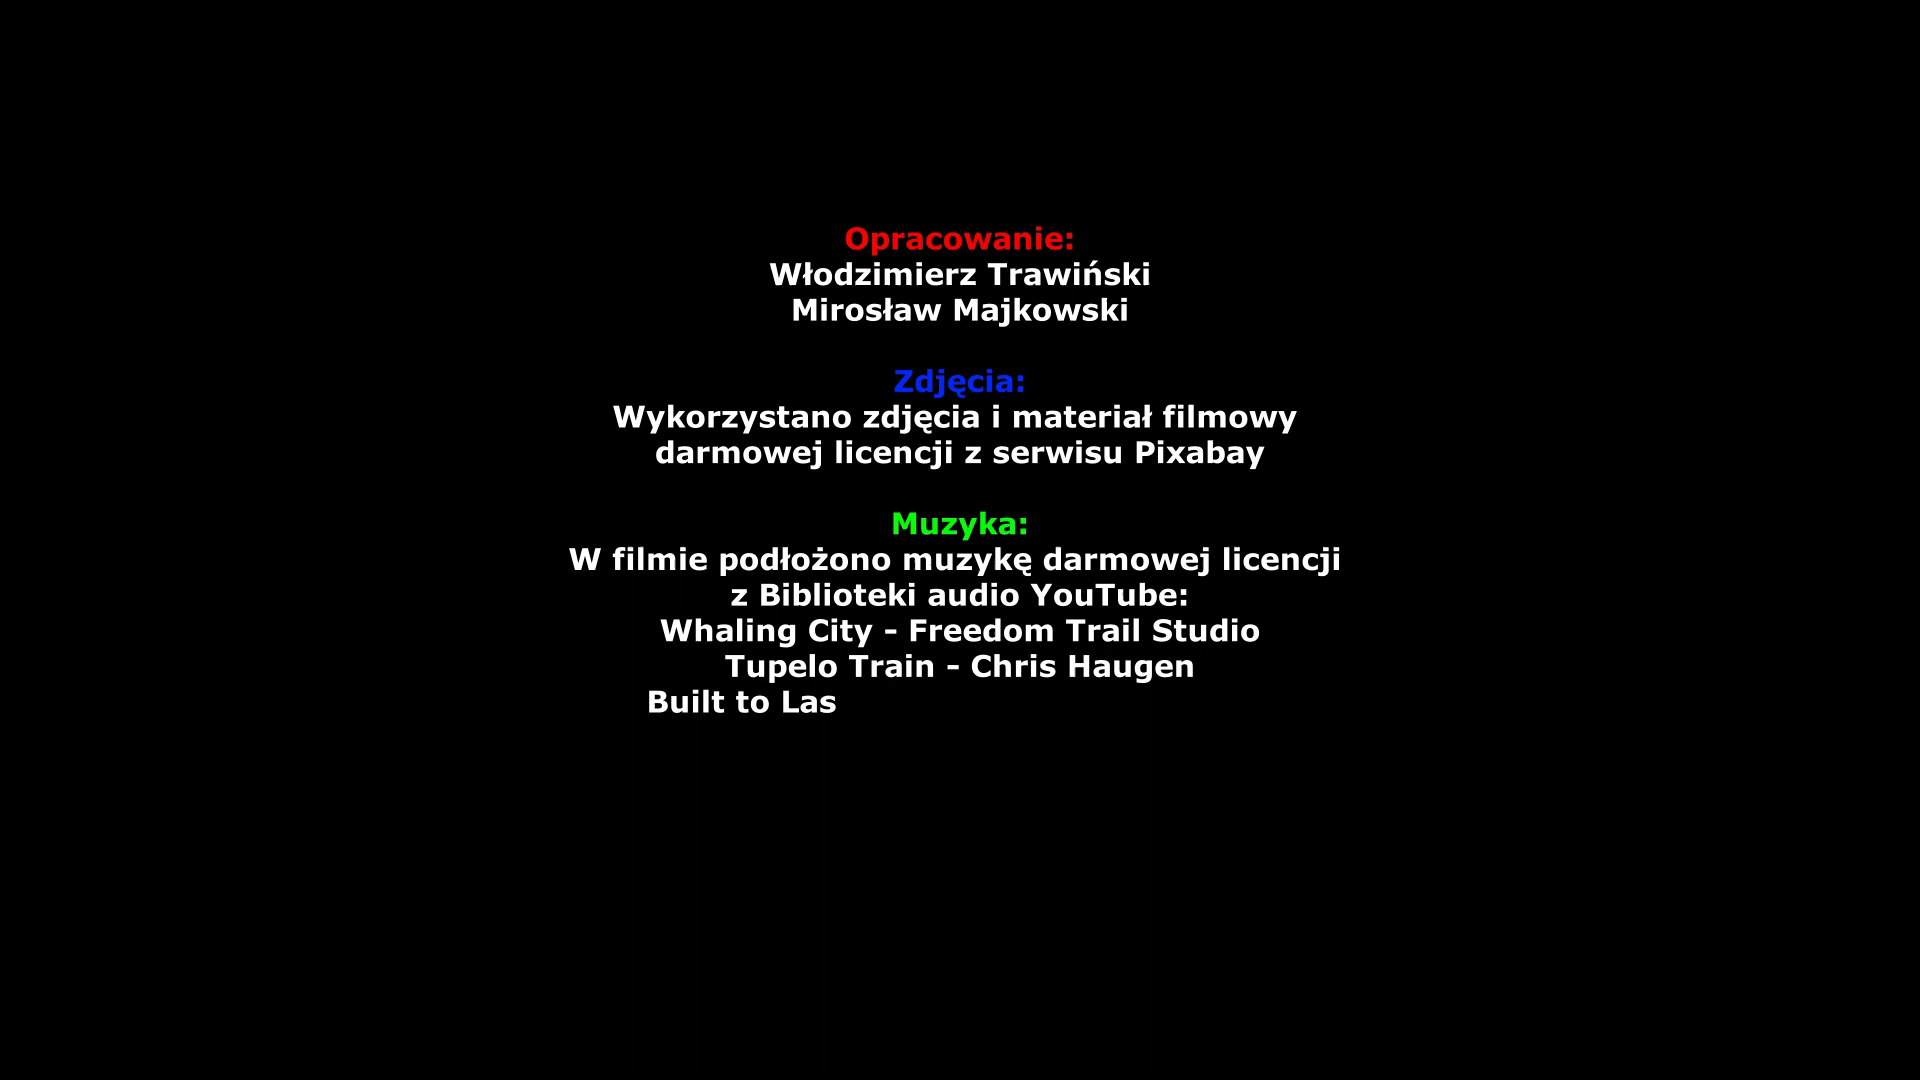 Opracowanie:
Włodzimierz Trawiński
Mirosław Majkowski
Zdjęcia:
Wykorzystano zdjęcia i materiał filmowy
darmowej licencji z serwisu Pixabay
Muzyka:
W filmie podłożono muzykę darmowej licencji
z Biblioteki audio YouTube:
Whaling City - Freedom Trail Studio
Tupelo Train - Chris Haugen
Built to Las